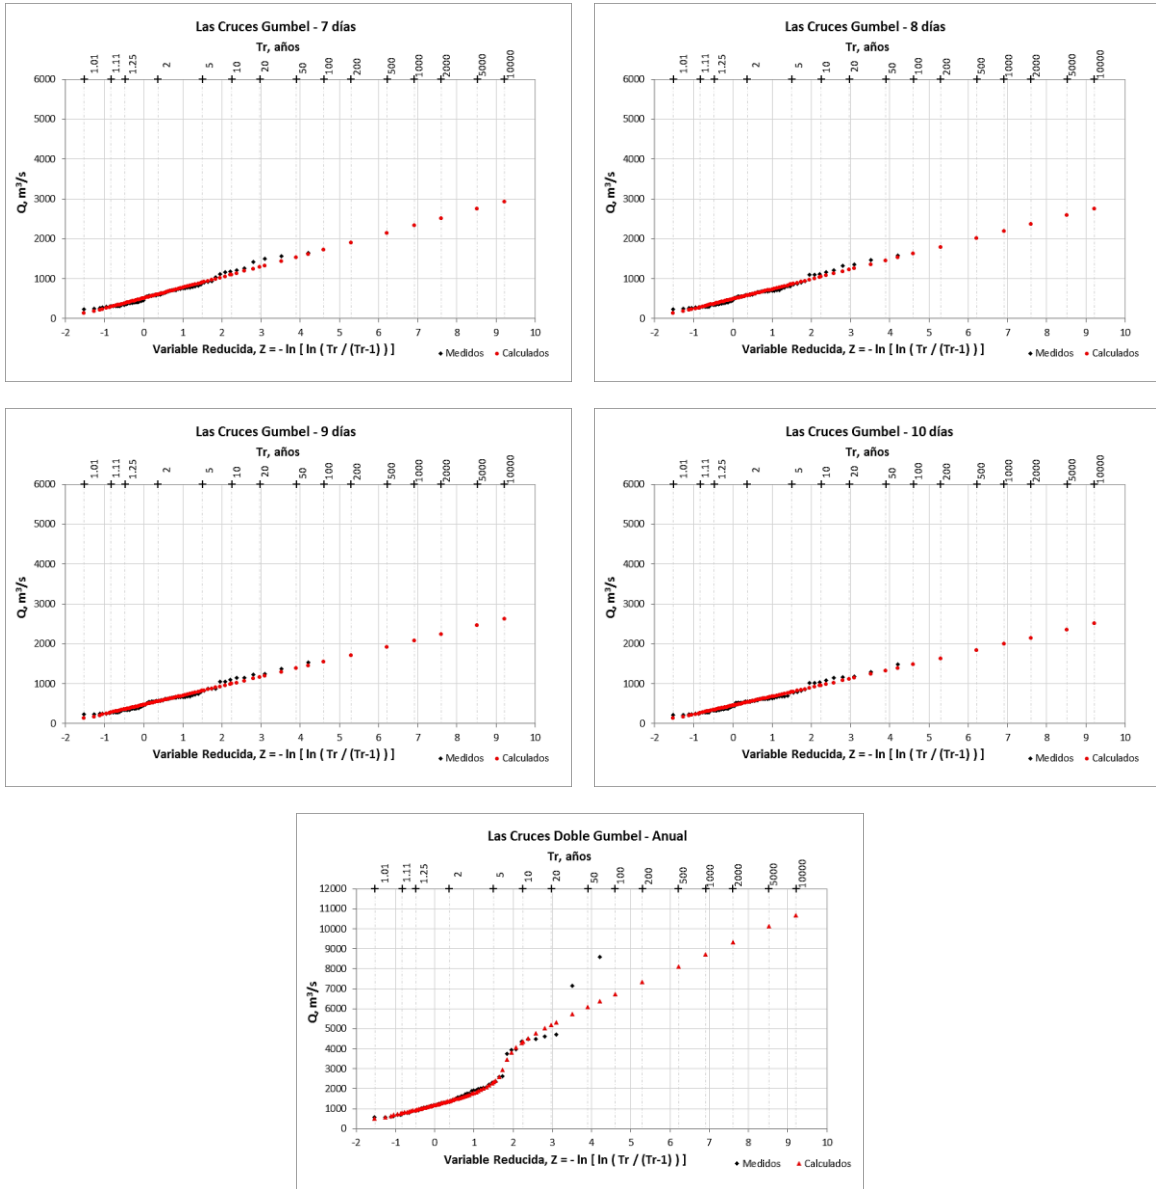 Las Cruces Gumbel - 7 días
Tr, años
1.01 1.11 1.25 2 5 10 20 50 100 200 500 1000 2000 5000 10000
6000
5000
4000
3000
2000
1000
0
Q, m³/s
-2 -1 0 1 2 3 4 5 6 7 8 9 10
Variable Reducida, Z = - ln [ ln ( Tr / (Tr-1) ) ]
Medidos Calculados
Las Cruces Gumbel - 8 días
Tr, años
1.01 1.11 1.25 2 5 10 20 50 100 200 500 1000 2000 5000 10000
6000
5000
4000
3000
2000
1000
0
Q, m³/s
-2 -1 0 1 2 3 4 5 6 7 8 9 10
Variable Reducida, Z = - ln [ ln ( Tr / (Tr-1) ) ]
Medidos Calculados
Las Cruces Gumbel - 9 días
Tr, años
1.01 1.11 1.25 2 5 10 20 50 100 200 500 1000 2000 5000 10000
6000
5000
4000
3000
2000
1000
0
Q, m³/s
-2 -1 0 1 2 3 4 5 6 7 8 9 10
Variable Reducida, Z = - ln [ ln ( Tr / (Tr-1) ) ]
Medidos Calculados
Las Cruces Gumbel - 10 días
Tr, años
1.01 1.11 1.25 2 5 10 20 50 100 200 500 1000 2000 5000 10000
6000
5000
4000
3000
2000
1000
0
Q, m³/s
-2 -1 0 1 2 3 4 5 6 7 8 9 10
Variable Reducida, Z = - ln [ ln ( Tr / (Tr-1) ) ]
Medidos Calculados
Las Cruces Doble Gumbel - Anual
Tr, años
1.01 1.11 1.25 2 5 10 20 50 100 200 500 1000 2000 5000 10000
12000
11000
10000
9000
8000
7000
6000
5000
4000
3000
2000
1000
0
Q, m³/s
-2 -1 0 1 2 3 4 5 6 7 8 9 10
Variable Reducida, Z = - ln [ ln ( Tr / (Tr-1) ) ]
Medidos Calculados